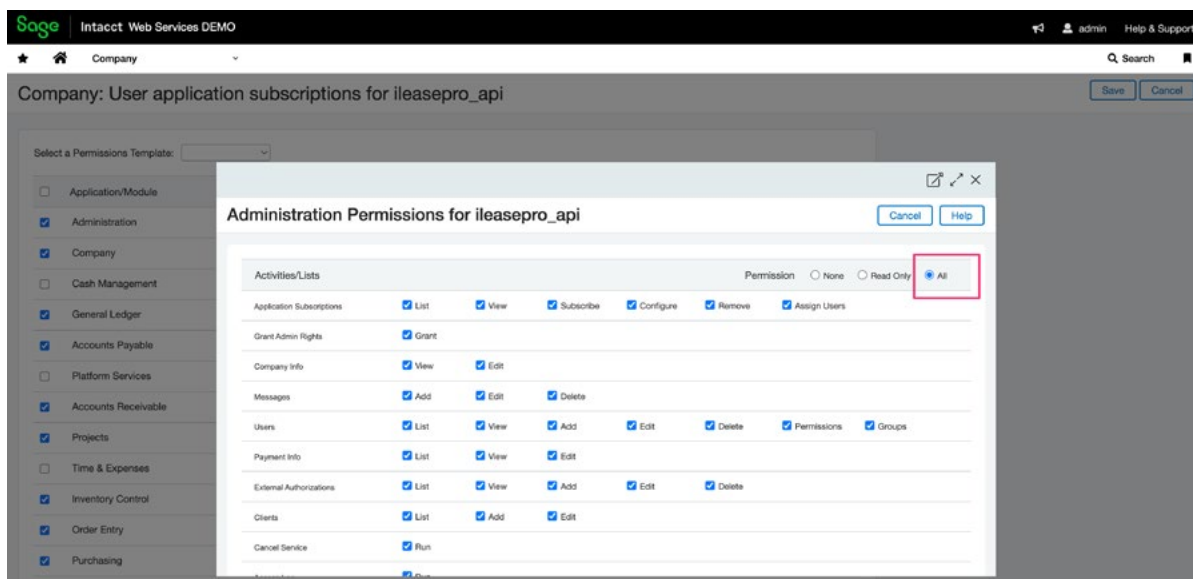 Sage Intacct Web Services DEMO admin Help & Support
Company Search
Company: User application subscriptions for ileasepro_api Save Cancel
Select a Permissions Template:
Application/Module
Administration
Company
Cash Management
General Ledger
Accounts Payable
Platform Services
Accounts Receivable
Projects
Time & Expenses
Inventory Control
Order Entry
Purchasing
Administration Permissions for ileasepro_api Cancel Help
Activities/Lists Permission None Read Only All
Application Subscriptions List View Subscribe Configure Remove Assign Users
Grant Admin Rights Grant
Company Info View Edit
Messages Add Edit Delete
Users List View Add Edit Delete Permissions Groups
Payment Info List View Edit
External Authorizations List View Add Edit Delete
Clients List Add Edit
Cancel Service Run